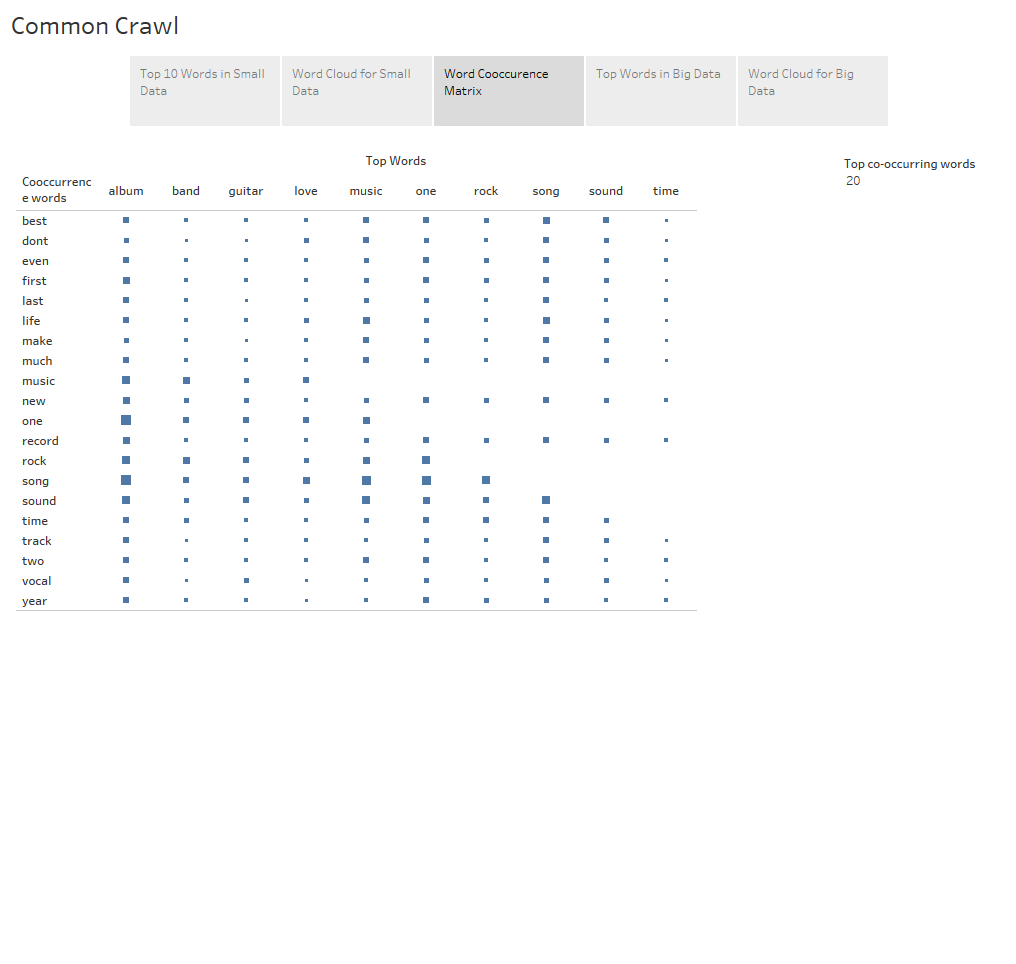 Common Crawl
Top 10 Words in Small
Data
Word Cloud for Small
Data
Word Cooccurence
Matrix
Top Words in Big Data
Word Cloud for Big
Data
Top Words
Top co-occurring words
20
Cooccurrenc
e words
album band guitar love music one rock song sound time
best
dont
even
first
last
life
make
much
music
new
one
record
rock
song
sound
time
track
two
vocal
year